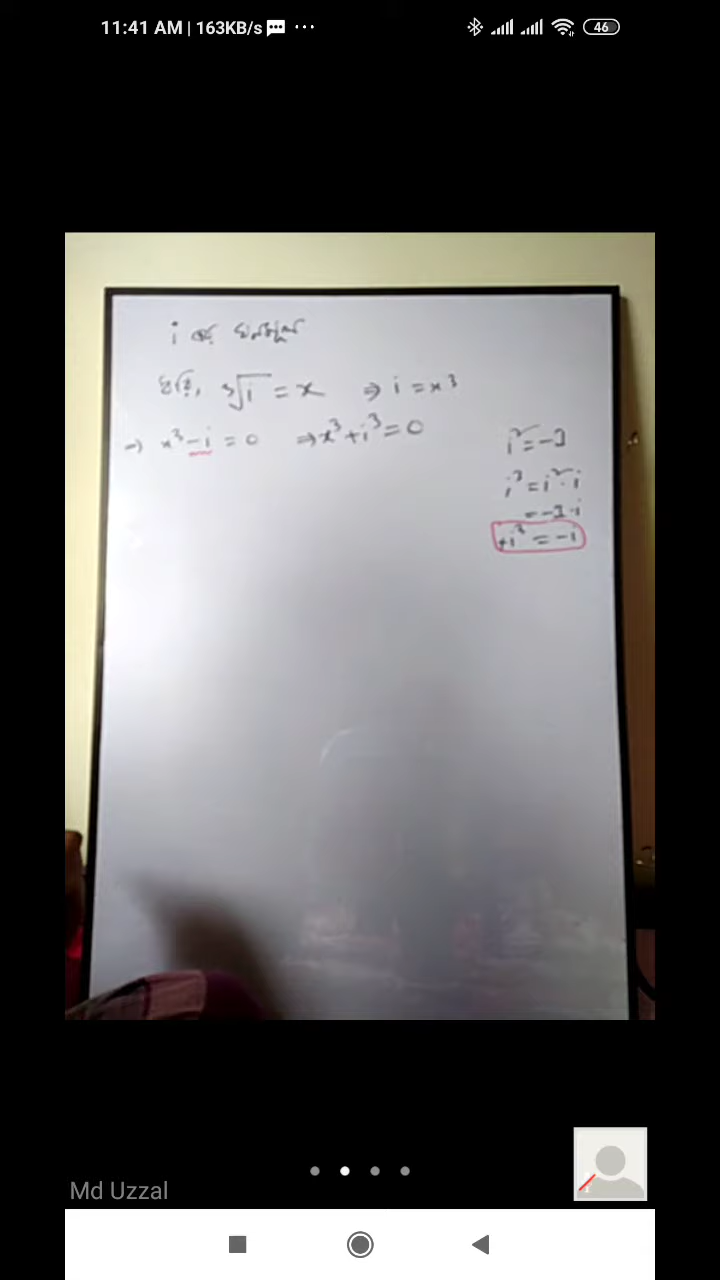 11:41 AM | 163KB/s ...
46
i এর ঘনমূল
ধরি, ³√i = x ⇒ i = x³
⇒ x³ - i = 0 ⇒ x³ + i³ = 0
i² = -1
i³ = i² · i
= -1 · i
+i³ = -i
Md Uzzal